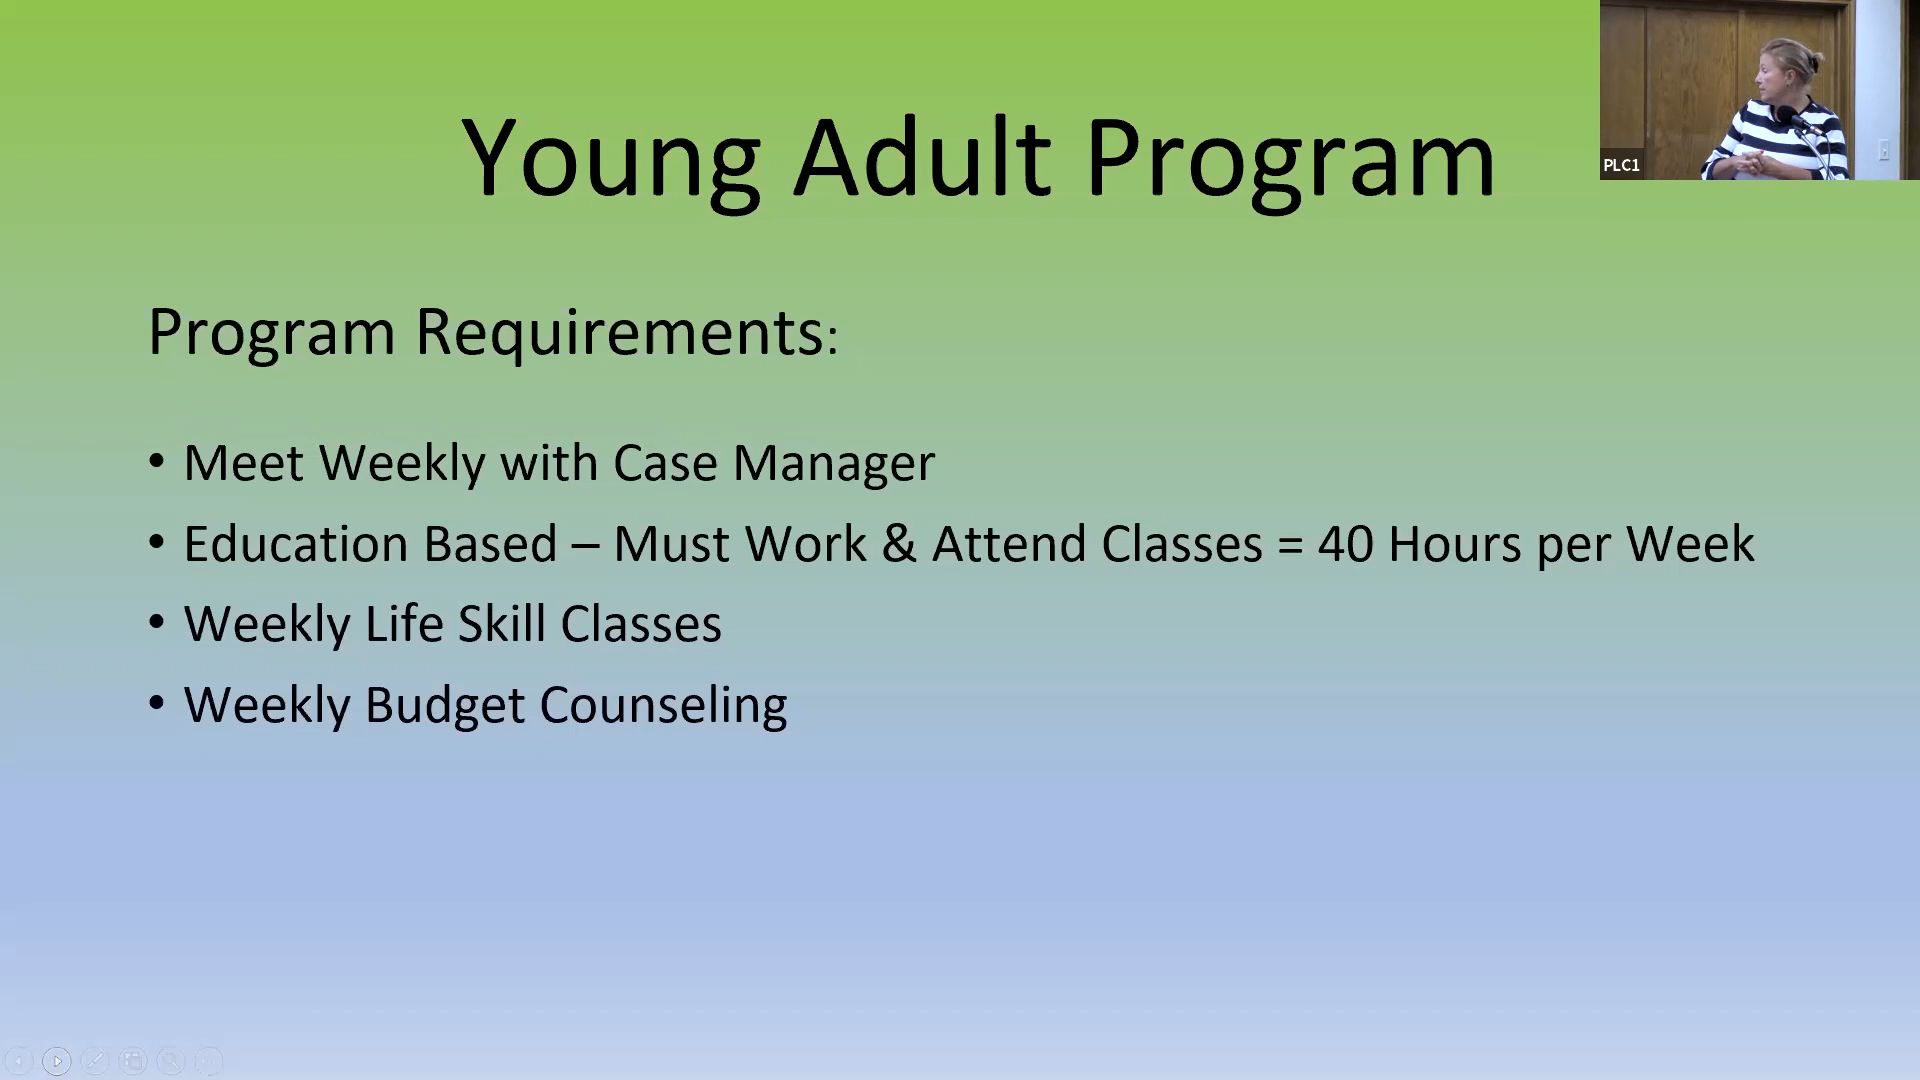 Young Adult Program
PLC1
Program Requirements:
• Meet Weekly with Case Manager
• Education Based – Must Work & Attend Classes = 40 Hours per Week
• Weekly Life Skill Classes
• Weekly Budget Counseling